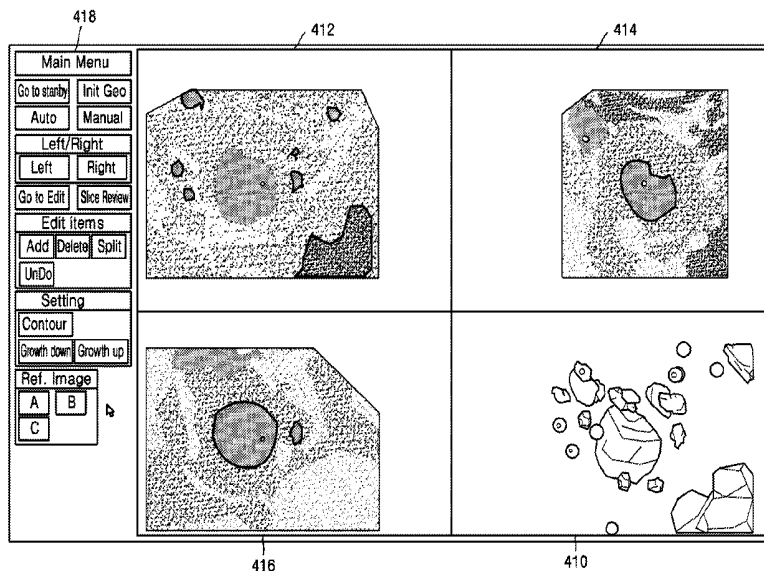 418
412
414
Main Menu
Go to stanby Init Geo
Auto Manual
Left/Right
Left Right
Go to Edit Slice Review
Edit items
Add Delete Split
UnDo
Setting
Contour
Growth down Growth up
Ref. Image
A B
C
416
410